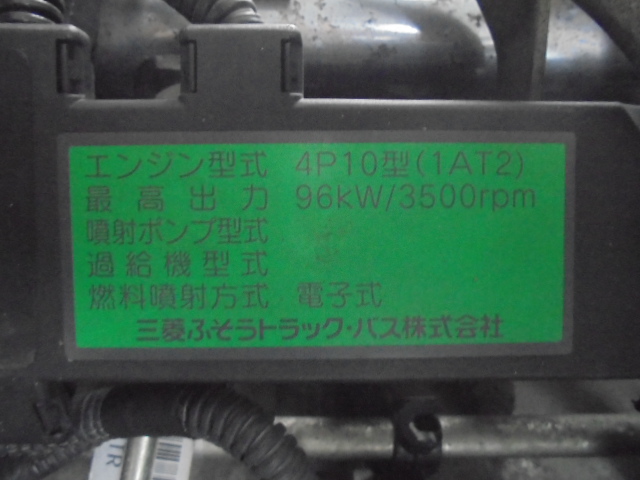 エンジン型式 4P10型(1AT2)
最高出力 96kW/3500rpm
噴射ポンプ型式
過給機型式
燃料噴射方式 電子式
三菱ふそうトラック・バス株式会社